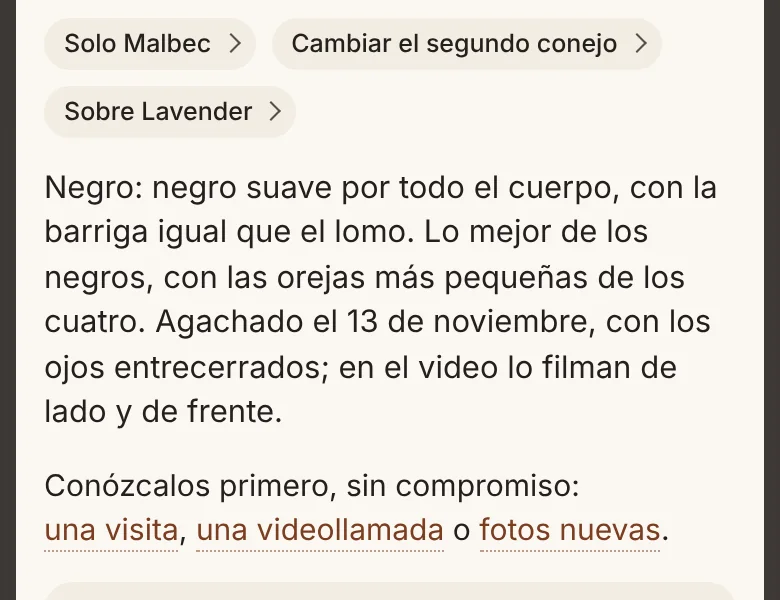 Solo Malbec
Cambiar el segundo conejo
Sobre Lavender
Negro: negro suave por todo el cuerpo, con la
barriga igual que el lomo. Lo mejor de los
negros, con las orejas más pequeñas de los
cuatro. Agachado el 13 de noviembre, con los
ojos entrecerrados; en el video lo filman de
lado y de frente.
Conózcalos primero, sin compromiso:
una visita, una videollamada o fotos nuevas.